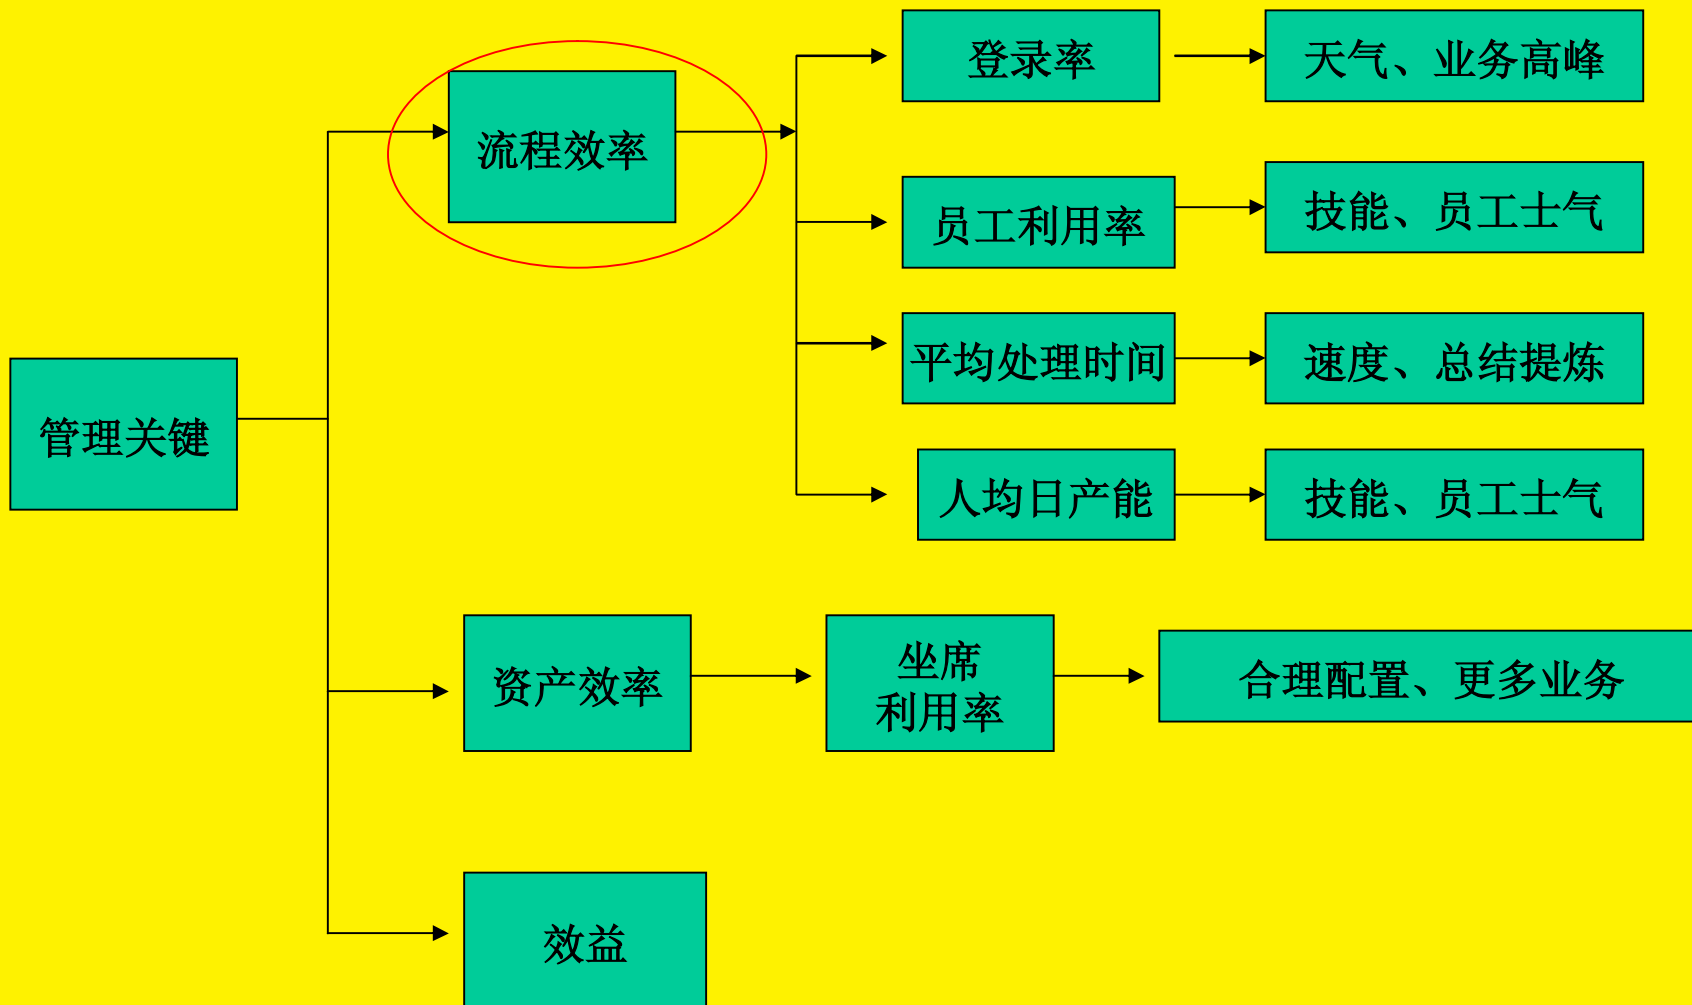 登录率
天气、业务高峰
流程效率
员工利用率
技能、员工士气
平均处理时间
速度、总结提炼
管理关键
人均日产能
技能、员工士气
资产效率
坐席
利用率
合理配置、更多业务
效益